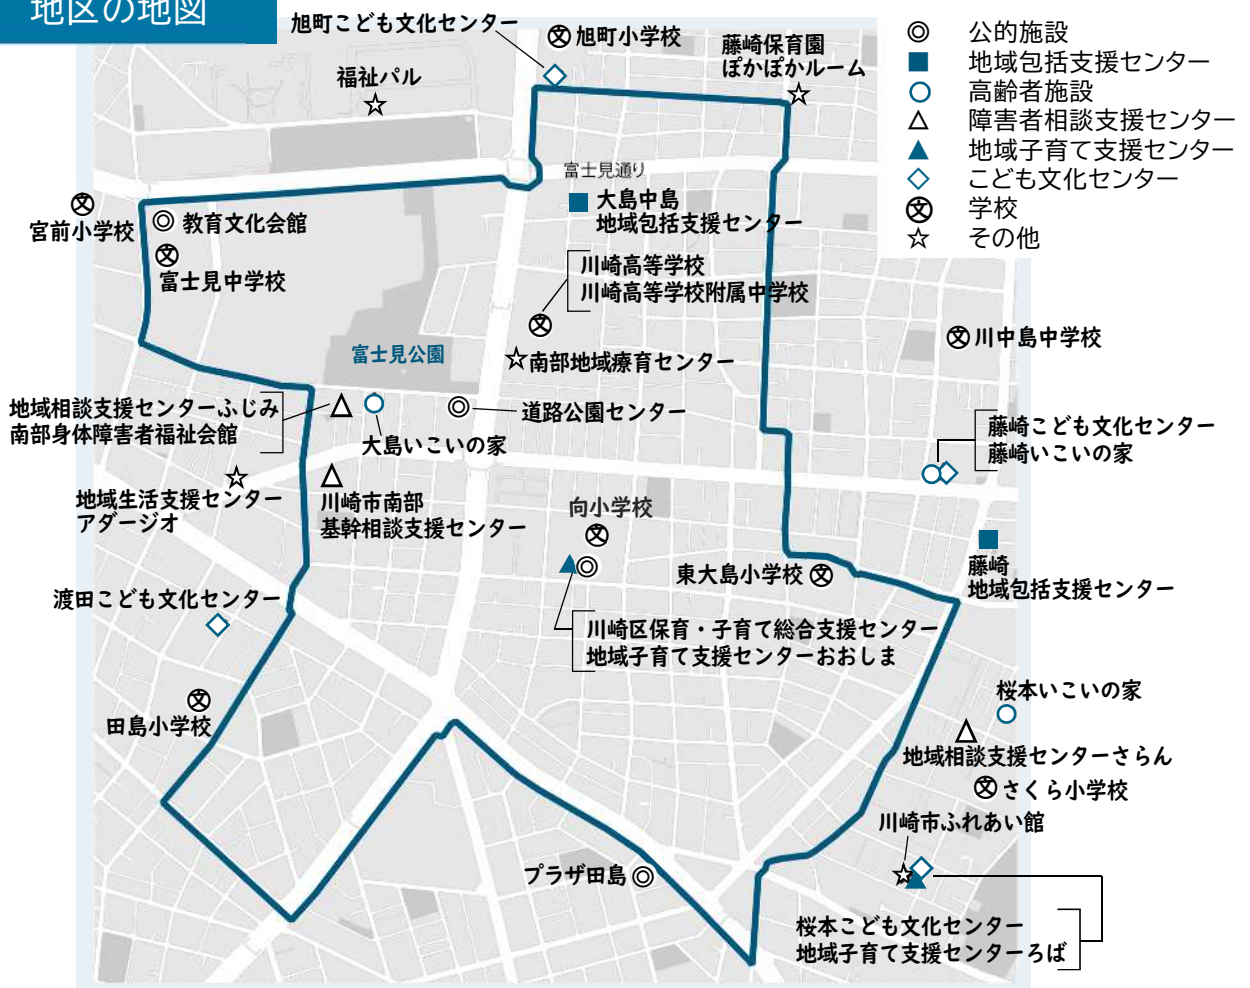 地区の地図
旭町こども文化センター
旭町小学校
藤崎保育園
ぽかぽかルーム
福祉パル
公的施設
地域包括支援センター
高齢者施設
障害者相談支援センター
地域子育て支援センター
こども文化センター
学校
その他
富士見通り
大島中島
地域包括支援センター
宮前小学校
教育文化会館
富士見中学校
川崎高等学校
川崎高等学校附属中学校
川中島中学校
富士見公園
南部地域療育センター
地域相談支援センターふじみ
南部身体障害者福祉会館
道路公園センター
大島いこいの家
藤崎こども文化センター
藤崎いこいの家
地域生活支援センター
アダージオ
川崎市南部
基幹相談支援センター
向小学校
東大島小学校
藤崎
地域包括支援センター
渡田こども文化センター
川崎区保育・子育て総合支援センター
地域子育て支援センターおおしま
田島小学校
桜本いこいの家
地域相談支援センターさらん
さくら小学校
川崎市ふれあい館
プラザ田島
桜本こども文化センター
地域子育て支援センターろば